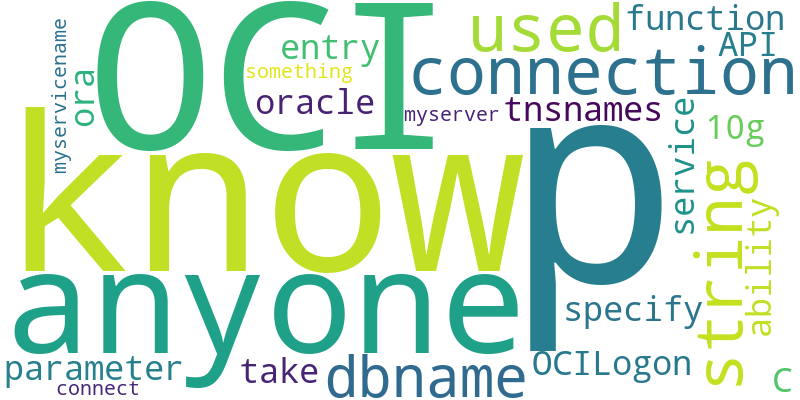 OCI
used
function
API
entry
something
connection
oracle
myserver
tnsnames
ora
myservicename
know
p
10g
service
string
ability
anyone
specify
parameter
take
dbname
OCILogon
connect
C